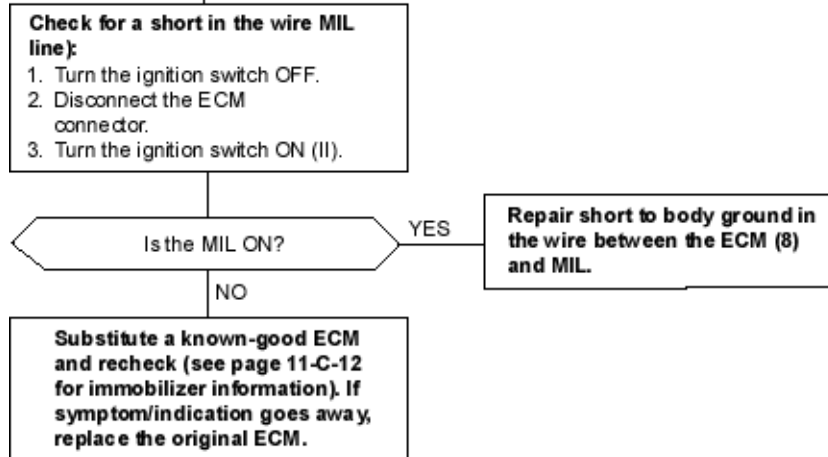 Check for a short in the wire MIL
line):
1. Turn the ignition switch OFF.
2. Disconnect the ECM
connector.
3. Turn the ignition switch ON (II).
Is the MIL ON?
YES
Repair short to body ground in
the wire between the ECM (8)
and MIL.
NO
Substitute a known-good ECM
and recheck (see page 11-C-12
for immobilizer information). If
symptom/indication goes away,
replace the original ECM.